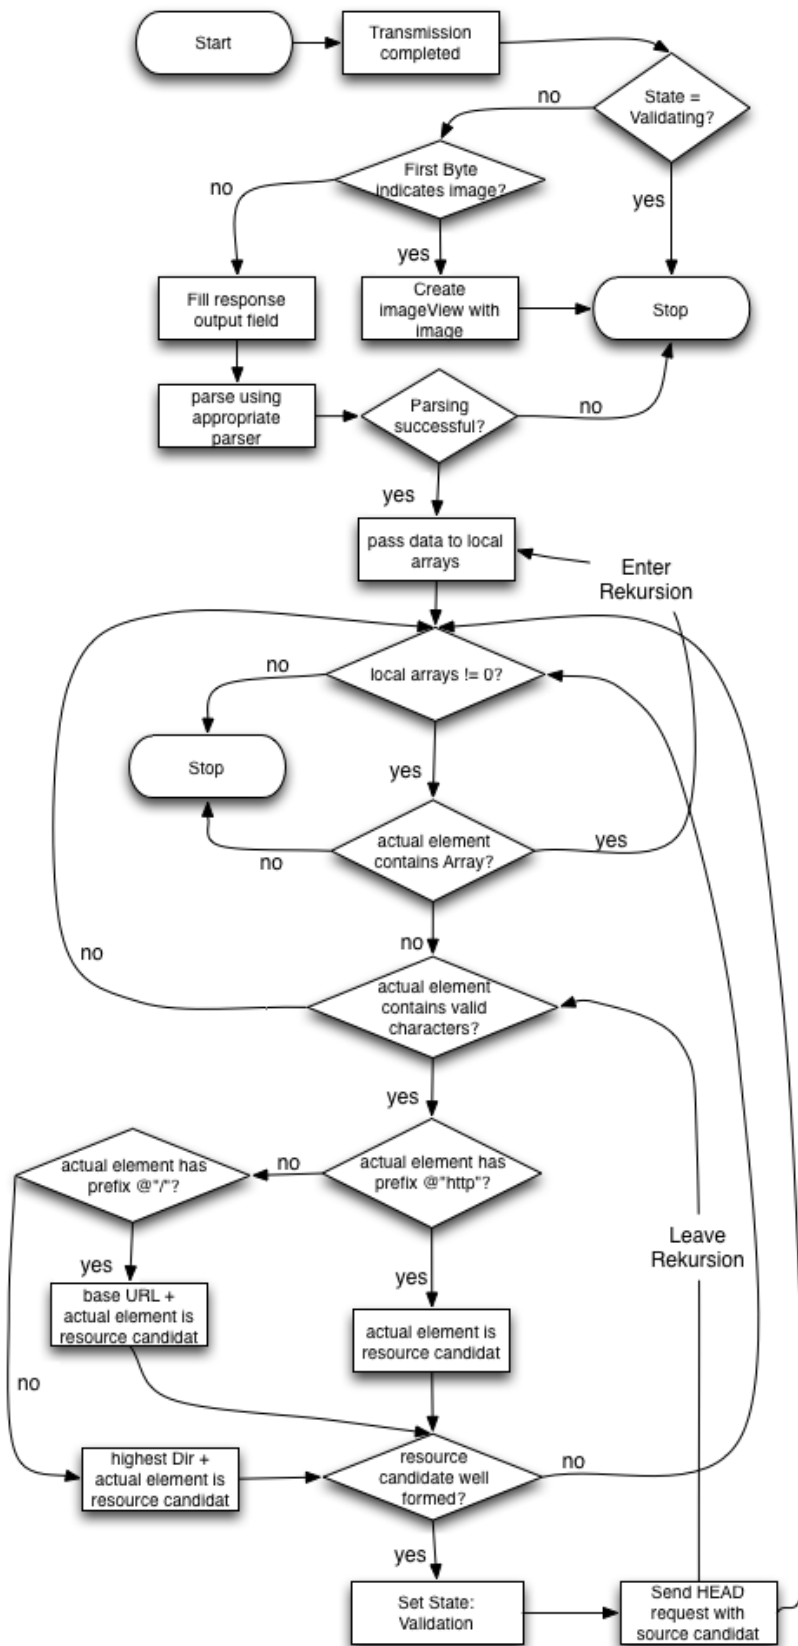 Start
Transmission
completed
State =
Validating?
no
yes
First Byte
indicates image?
no
yes
Fill response
output field
Create
imageView with
image
Stop
parse using
appropriate
parser
Parsing
successful?
no
yes
pass data to local
arrays
Enter
Rekursion
local arrays != 0?
no
yes
Stop
actual element
contains Array?
no
yes
no
actual element
contains valid
characters?
no
yes
actual element has
prefix @"http"?
no
actual element has
prefix @"/"?
yes
base URL +
actual element is
resource candidat
yes
actual element is
resource candidat
Leave
Rekursion
no
highest Dir +
actual element is
resource candidat
resource
candidate well
formed?
no
yes
Set State:
Validation
Send HEAD
request with
source candidat